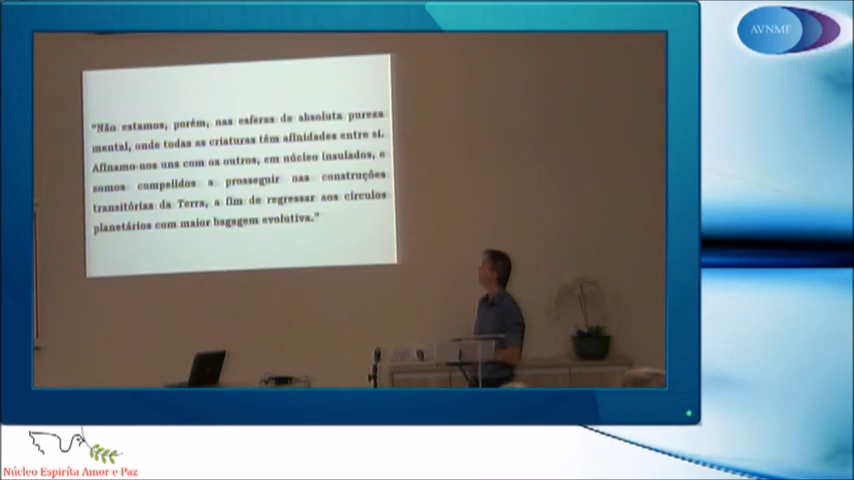 "Não estamos, porém, nas esferas de absoluta pureza
mental, onde todas as criaturas têm afinidades entre si.
Afinamo-nos uns com os outros, em núcleo insulados, e
somos compelidos a prosseguir nas construções
transitórias da Terra, a fim de regressar aos círculos
planetários com maior bagagem evolutiva."
AVNMF
Núcleo Espírita Amor e Paz